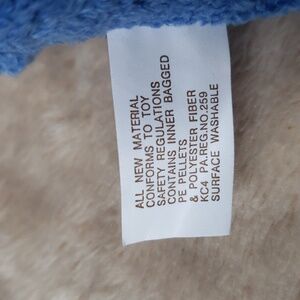 ALL NEW MATERIAL
CONFORMS TO TOY
SAFETY REGULATIONS
CONTAINS INNER BAGGED
PE PELLETS
& POLYESTER FIBER
KC4 PA.REG.NO.259
SURFACE WASHABLE